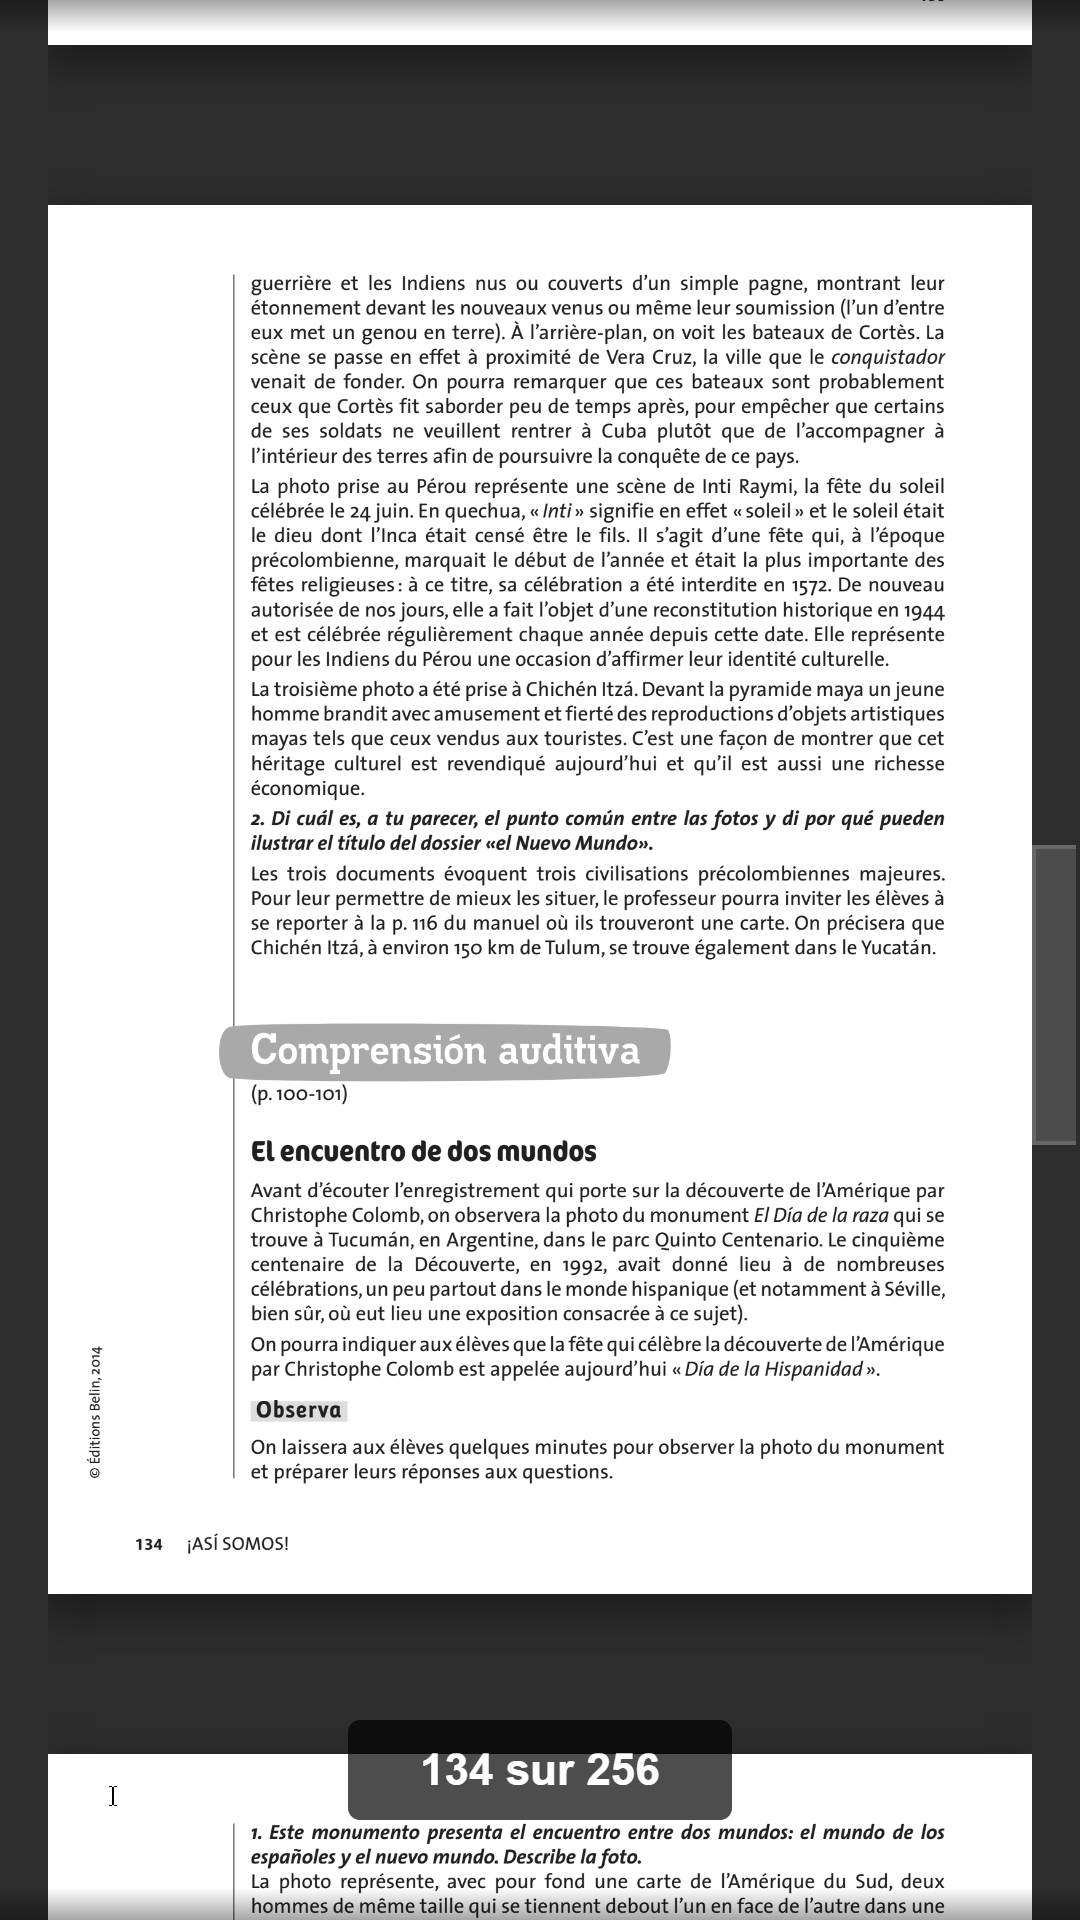 guerrière et les Indiens nus ou couverts d'un simple pagne, montrant leur
étonnement devant les nouveaux venus ou même leur soumission (l'un d'entre
eux met un genou en terre). À l'arrière-plan, on voit les bateaux de Cortès. La
scène se passe en effet à proximité de Vera Cruz, la ville que le conquistador
venait de fonder. On pourra remarquer que ces bateaux sont probablement
ceux que Cortès fit saborder peu de temps après, pour empêcher que certains
de ses soldats ne veuillent rentrer à Cuba plutôt que de l'accompagner à
l'intérieur des terres afin de poursuivre la conquête de ce pays.
La photo prise au Pérou représente une scène de Inti Raymi, la fête du soleil
célébrée le 24 juin. En quechua, « Inti » signifie en effet « soleil » et le soleil était
le dieu dont l'Inca était censé être le fils. Il s'agit d'une fête qui, à l'époque
précolombienne, marquait le début de l'année et était la plus importante des
fêtes religieuses : à ce titre, sa célébration a été interdite en 1572. De nouveau
autorisée de nos jours, elle a fait l'objet d'une reconstitution historique en 1944
et est célébrée régulièrement chaque année depuis cette date. Elle représente
pour les Indiens du Pérou une occasion d'affirmer leur identité culturelle.
La troisième photo a été prise à Chichén Itzá. Devant la pyramide maya un jeune
homme brandit avec amusement et fierté des reproductions d'objets artistiques
mayas tels que ceux vendus aux touristes. C'est une façon de montrer que cet
héritage culturel est revendiqué aujourd'hui et qu'il est aussi une richesse
économique.
2. Di cuál es, a tu parecer, el punto común entre las fotos y di por qué pueden
ilustrar el título del dossier «el Nuevo Mundo».
Les trois documents évoquent trois civilisations précolombiennes majeures.
Pour leur permettre de mieux les situer, le professeur pourra inviter les élèves à
se reporter à la p. 116 du manuel où ils trouveront une carte. On précisera que
Chichén Itzá, à environ 150 km de Tulum, se trouve également dans le Yucatán.
Comprensión auditiva
(p. 100-101)
El encuentro de dos mundos
Avant d'écouter l'enregistrement qui porte sur la découverte de l'Amérique par
Christophe Colomb, on observera la photo du monument El Día de la raza qui se
trouve à Tucumán, en Argentine, dans le parc Quinto Centenario. Le cinquième
centenaire de la Découverte, en 1992, avait donné lieu à de nombreuses
célébrations, un peu partout dans le monde hispanique (et notamment à Séville,
bien sûr, où eut lieu une exposition consacrée à ce sujet).
On pourra indiquer aux élèves que la fête qui célèbre la découverte de l'Amérique
par Christophe Colomb est appelée aujourd'hui « Día de la Hispanidad ».
Observa
On laissera aux élèves quelques minutes pour observer la photo du monument
et préparer leurs réponses aux questions.
© Éditions Belin, 2014
134 ¡ASÍ SOMOS!
134 sur 256
1. Este monumento presenta el encuentro entre dos mundos: el mundo de los
españoles y el nuevo mundo. Describe la foto.
La photo représente, avec pour fond une carte de l'Amérique du Sud, deux
hommes de même taille qui se tiennent debout l'un en face de l'autre dans une